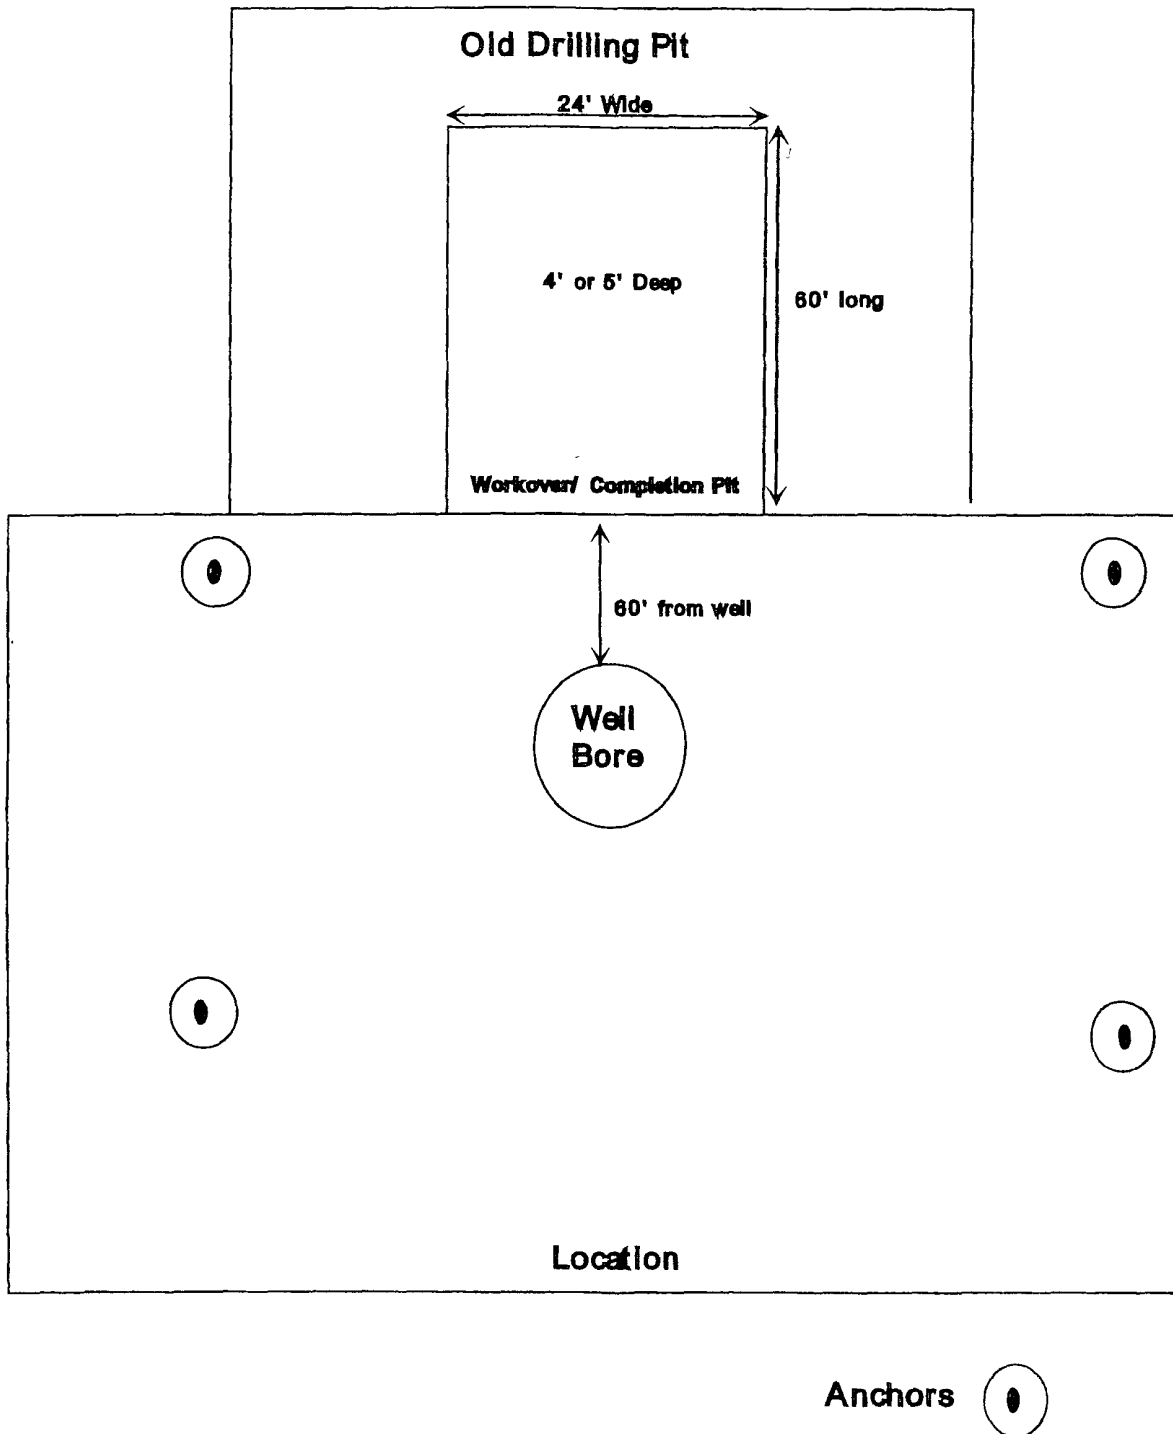 Old Drilling Pit
24' Wide
4' or 5' Deep
60' long
Workover/ Completion Pit
60' from well
Well
Bore
Location
Anchors